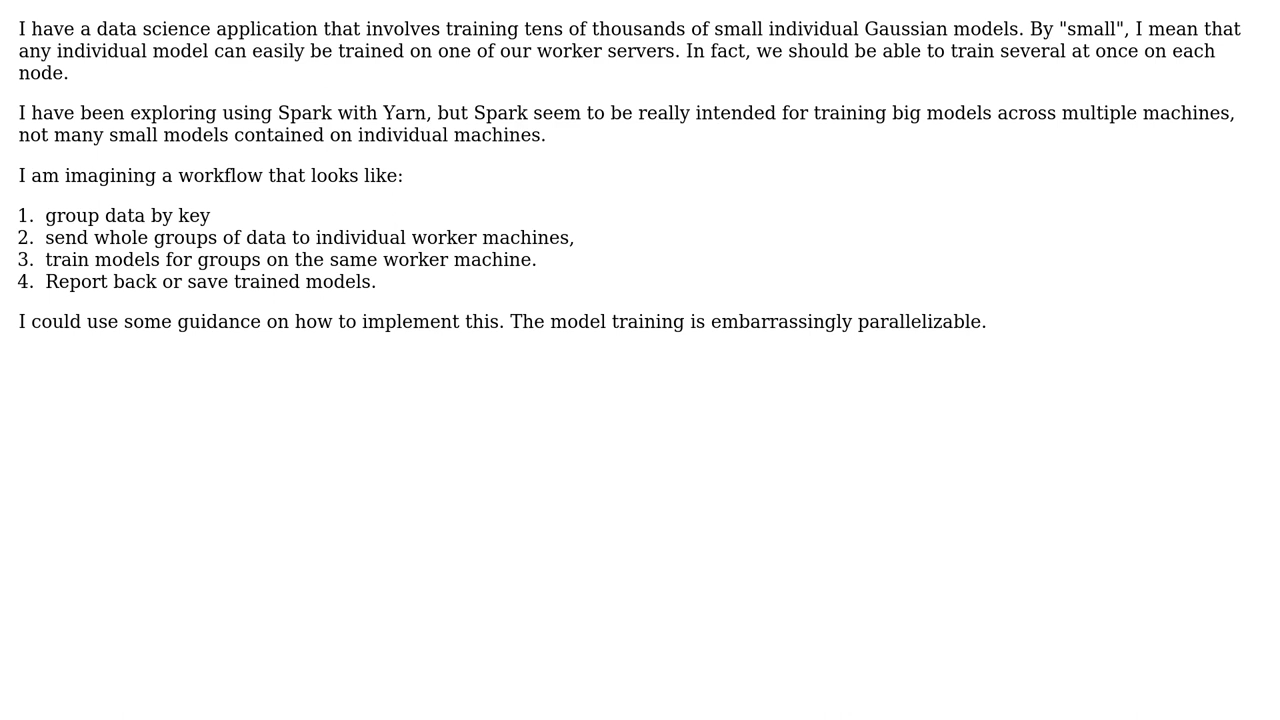 I have a data science application that involves training tens of thousands of small individual Gaussian models. By "small", I mean that
any individual model can easily be trained on one of our worker servers. In fact, we should be able to train several at once on each
node.
I have been exploring using Spark with Yarn, but Spark seem to be really intended for training big models across multiple machines,
not many small models contained on individual machines.
I am imagining a workflow that looks like:
1. group data by key
2. send whole groups of data to individual worker machines,
3. train models for groups on the same worker machine.
4. Report back or save trained models.
I could use some guidance on how to implement this. The model training is embarrassingly parallelizable.